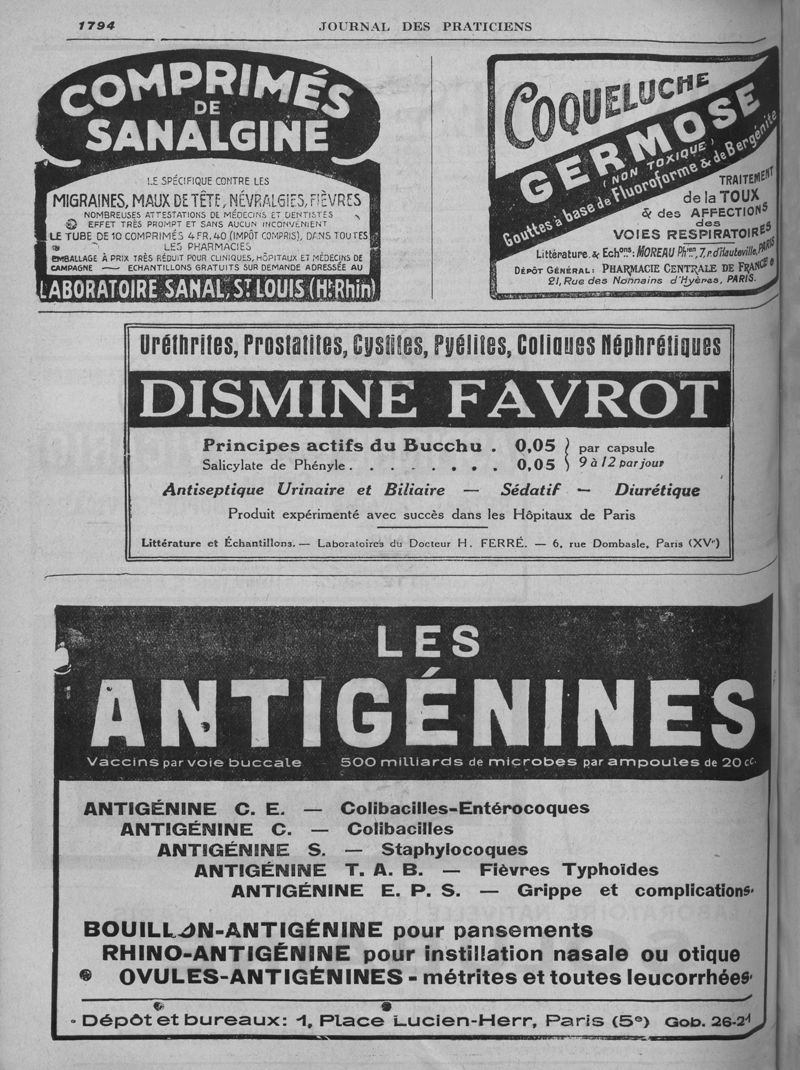 1794
JOURNAL DES PRATICIENS
COMPRIMÉS
DE
SANALGINE
LE SPÉCIFIQUE CONTRE LES
MIGRAINES, MAUX DE TÊTE, NÉVRALGIES, FIÈVRES
NOMBREUSES ATTESTATIONS DE MÉDECINS ET DENTISTES
EFFET TRÈS PROMPT ET SANS AUCUN INCONVÉNIENT
LE TUBE DE 10 COMPRIMÉS 4 FR. 40 (IMPÔT COMPRIS), DANS TOUTES
LES PHARMACIES
EMBALLAGE À PRIX TRÈS RÉDUIT POUR CLINIQUES, HÔPITAUX ET MÉDECINS DE
CAMPAGNE — ECHANTILLONS GRATUITS SUR DEMANDE ADRESSÉE AU
LABORATOIRE SANAL, ST LOUIS (Ht Rhin)
COQUELUCHE
GERMOSE
(NON TOXIQUE)
Gouttes à base de Fluoroforme & de Bergénite
TRAITEMENT
de la TOUX
& des AFFECTIONS
des
VOIES RESPIRATOIRES
Littérature. & Echons: MOREAU Phien, 7, r. d'Hauteville, PARIS
DÉPÔT GÉNÉRAL: PHARMACIE CENTRALE DE FRANCE
21, Rue des Nonnains d'Hyères, PARIS.
Uréthrites, Prostatites, Cystites, Pyélites, Coliques Néphrétiques
DISMINE FAVROT
Principes actifs du Bucchu . 0,05 } par capsule
Salicylate de Phényle . . . . . . . . 0,05 } 9 à 12 par jour
Antiseptique Urinaire et Biliaire — Sédatif — Diurétique
Produit expérimenté avec succès dans les Hôpitaux de Paris
Littérature et Échantillons. — Laboratoires du Docteur H. FERRÉ. — 6, rue Dombasle, Paris (XVe)
LES
ANTIGÉNINES
Vaccins par voie buccale 500 milliards de microbes par ampoules de 20 cc.
ANTIGÉNINE C. E. — Colibacilles-Entérocoques
ANTIGÉNINE C. — Colibacilles
ANTIGÉNINE S. — Staphylocoques
ANTIGÉNINE T. A. B. — Fièvres Typhoïdes
ANTIGÉNINE E. P. S. — Grippe et complications.
BOUILLON-ANTIGÉNINE pour pansements
RHINO-ANTIGÉNINE pour instillation nasale ou otique
OVULES-ANTIGÉNINES - métrites et toutes leucorrhées.
Dépôt et bureaux: 1, Place Lucien-Herr, Paris (5e) Gob. 26-21